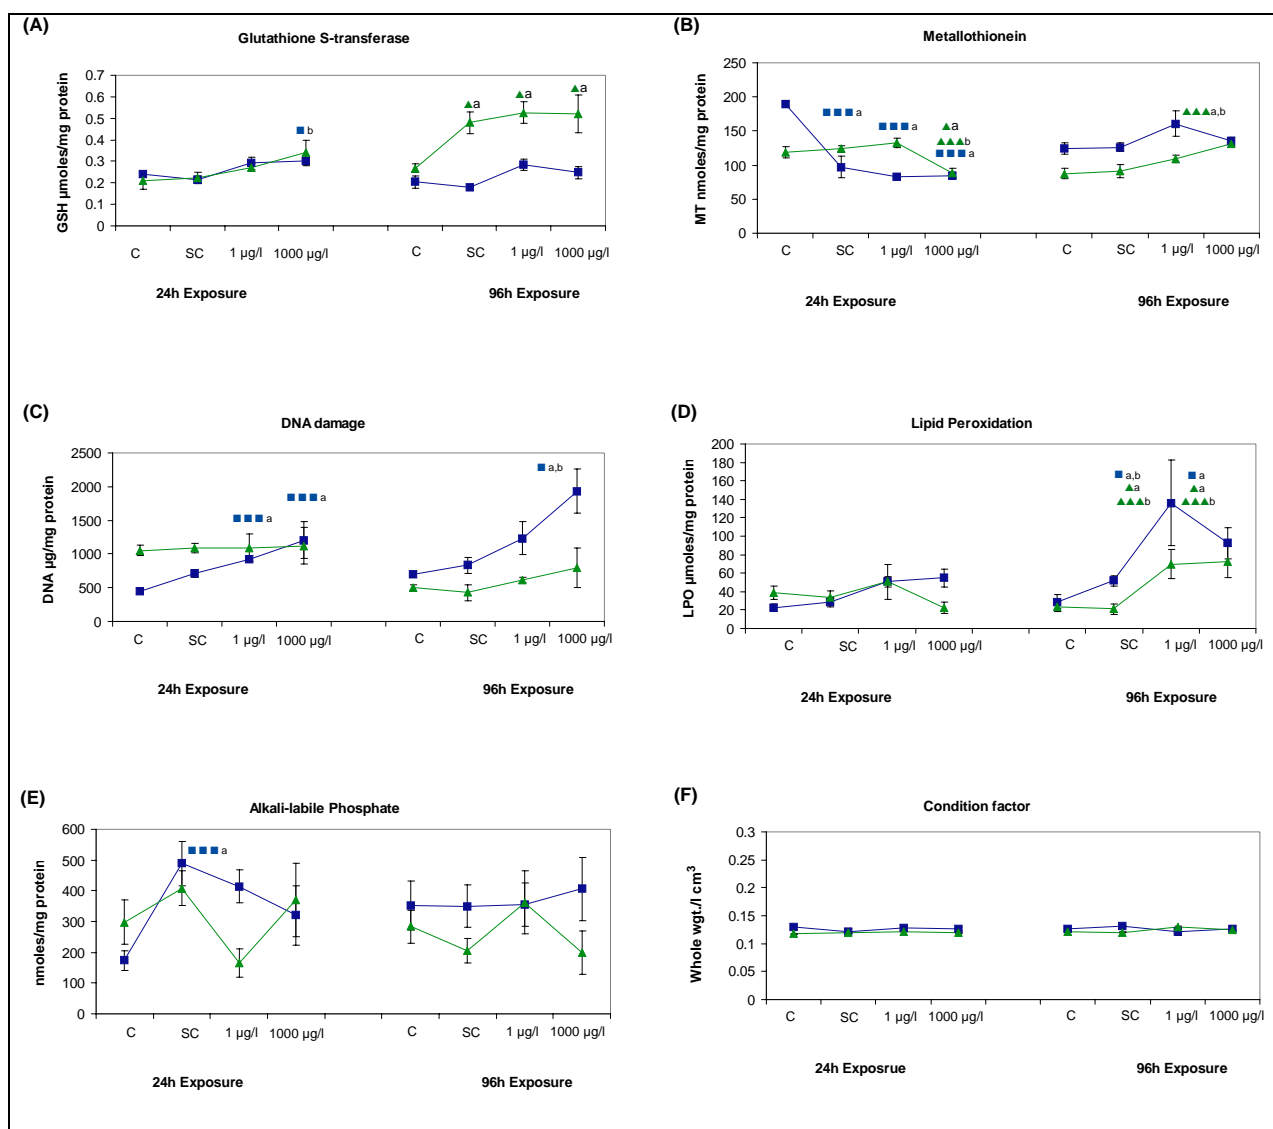 (A)
Glutathione S-transferase
GSH µmoles/mg protein
0.7
0.6
0.5
0.4
0.3
0.2
0.1
0
b
a
a
a
C SC 1 µg/l 1000 µg/l C SC 1 µg/l 1000 µg/l
24h Exposure 96h Exposure
(B)
Metallothionein
MT nmoles/mg protein
250
200
150
100
50
0
a
a
a
b
a
a,b
C SC 1 µg/l 1000 µg/l C SC 1 µg/l 1000 µg/l
24h Exposure 96h Exposure
(C)
DNA damage
DNA µg/mg protein
2500
2000
1500
1000
500
0
a
a
a,b
C SC 1 µg/l 1000 µg/l C SC 1 µg/l 1000 µg/l
24h Exposure 96h Exposure
(D)
Lipid Peroxidation
LPO µmoles/mg protein
200
180
160
140
120
100
80
60
40
20
0
a,b
a
b
a
a
b
C SC 1 µg/l 1000 µg/l C SC 1 µg/l 1000 µg/l
24h Exposure 96h Exposure
(E)
Alkali-labile Phosphate
nmoles/mg protein
600
500
400
300
200
100
0
a
C SC 1 µg/l 1000 µg/l C SC 1 µg/l 1000 µg/l
24h Exposure 96h Exposure
(F)
Condition factor
Whole wgt./l cm³
0.3
0.25
0.2
0.15
0.1
0.05
0
C SC 1 µg/l 1000 µg/l C SC 1 µg/l 1000 µg/l
24h Exposrue 96h Exposure